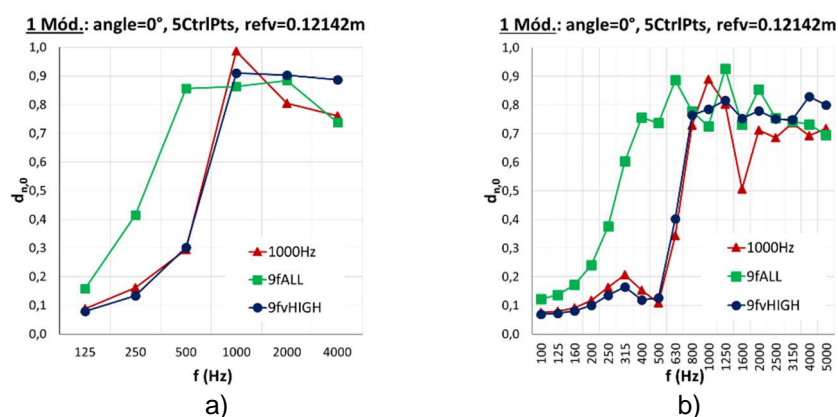 1 Mód.: angle=0°, 5CtrlPts, refv=0.12142m
1,0
0,9
0,8
0,7
0,6
0,5
0,4
0,3
0,2
0,1
0,0
dn,0
1000Hz
9fALL
9fvHIGH
125 250 500 1000 2000 4000
f (Hz)
a)
1 Mód.: angle=0°, 5CtrlPts, refv=0.12142m
1,0
0,9
0,8
0,7
0,6
0,5
0,4
0,3
0,2
0,1
0,0
dn,0
1000Hz
9fALL
9fvHIGH
100 125 160 200 250 315 400 500 630 800 1000 1250 1600 2000 2500 3150 4000 5000
f (Hz)
b)